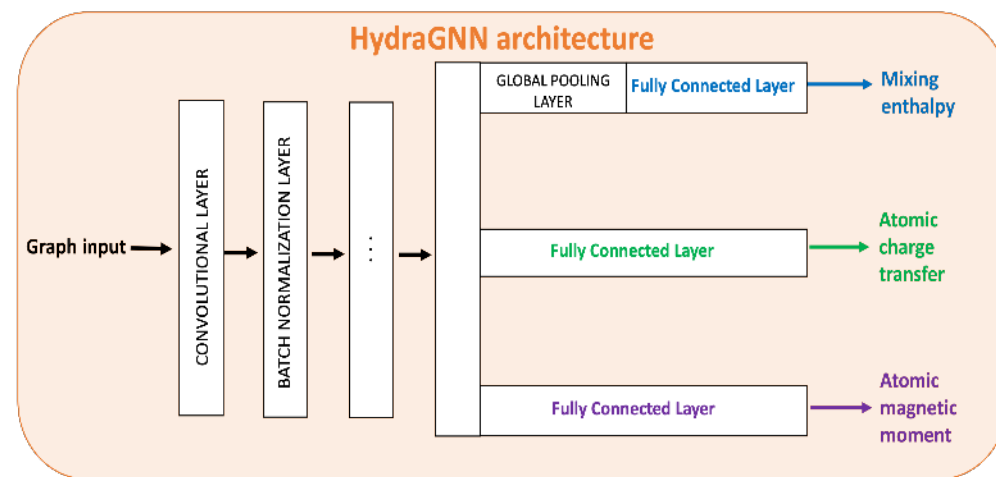 HydraGNN architecture
Graph input
CONVOLUTIONAL LAYER
BATCH NORMALIZATION LAYER
...
GLOBAL POOLING
LAYER
Fully Connected Layer
Mixing
enthalpy
Fully Connected Layer
Atomic
charge
transfer
Fully Connected Layer
Atomic
magnetic
moment